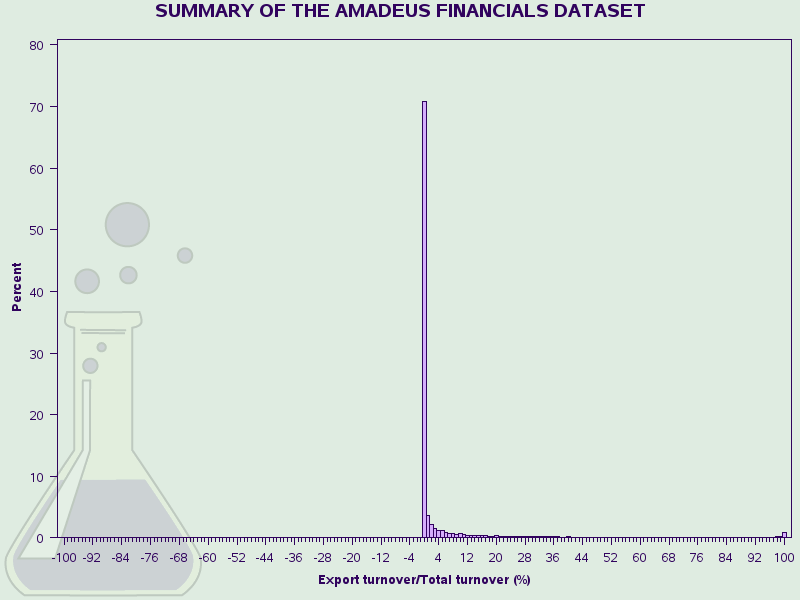 SUMMARY OF THE AMADEUS FINANCIALS DATASET
80
70
60
50
40
30
20
10
0
Percent
-100 -92 -84 -76 -68 -60 -52 -44 -36 -28 -20 -12 -4 4 12 20 28 36 44 52 60 68 76 84 92 100
Export turnover/Total turnover (%)